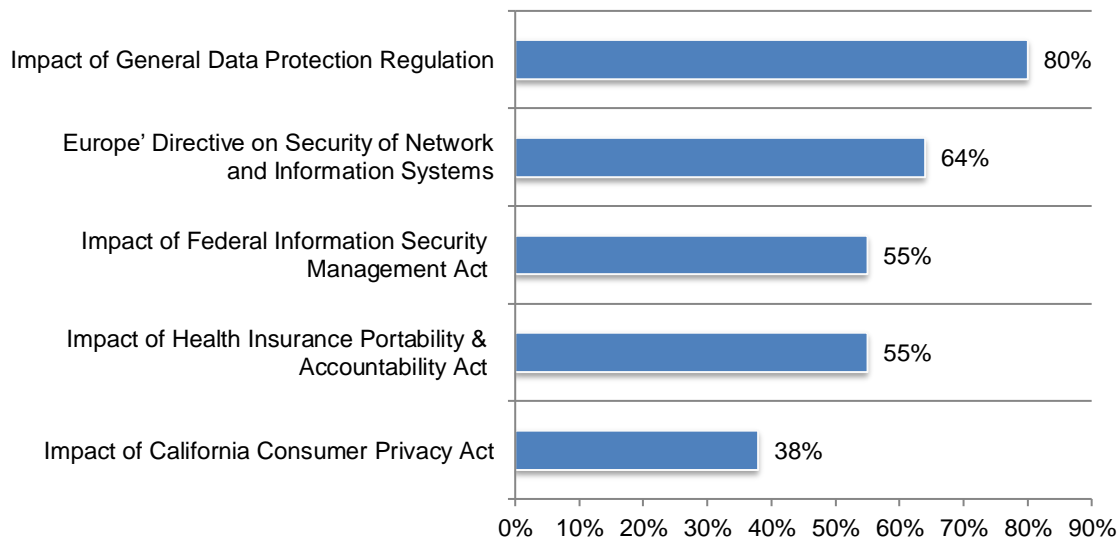 Impact of General Data Protection Regulation
80%
Europe’ Directive on Security of Network
and Information Systems
64%
Impact of Federal Information Security
Management Act
55%
Impact of Health Insurance Portability &
Accountability Act
55%
Impact of California Consumer Privacy Act
38%
0% 10% 20% 30% 40% 50% 60% 70% 80% 90%